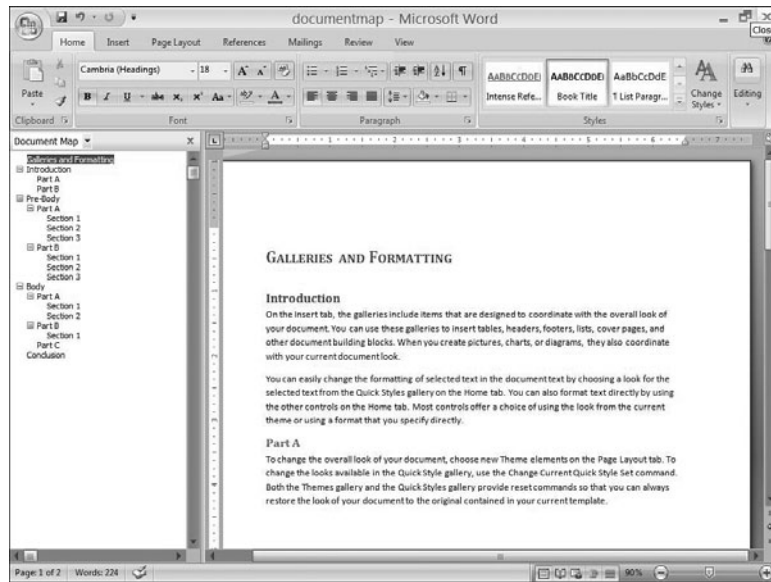 documentmap - Microsoft Word
Close
Home Insert Page Layout References Mailings Review View
Cambria (Headings) 18
Paste
B I U abc x, x' Aa A
AABBCCDDEI AABBCCDDEI AaBbCcDdE
Intense Refe... Book Title ¶ List Paragr...
Change Styles
Editing
Clipboard Font Paragraph Styles
Document Map x
Galleries and Formatting
Introduction
Part A
Part B
Pre-Body
Part A
Section 1
Section 2
Section 3
Part B
Section 1
Section 2
Section 3
Body
Part A
Section 1
Section 2
Part B
Section 1
Part C
Conclusion
GALLERIES AND FORMATTING
Introduction
On the Insert tab, the galleries include items that are designed to coordinate with the overall look of
your document. You can use these galleries to insert tables, headers, footers, lists, cover pages, and
other document building blocks. When you create pictures, charts, or diagrams, they also coordinate
with your current document look.
You can easily change the formatting of selected text in the document text by choosing a look for the
selected text from the Quick Styles gallery on the Home tab. You can also format text directly by using
the other controls on the Home tab. Most controls offer a choice of using the look from the current
theme or using a format that you specify directly.
Part A
To change the overall look of your document, choose new Theme elements on the Page Layout tab. To
change the looks available in the Quick Style gallery, use the Change Current Quick Style Set command.
Both the Themes gallery and the Quick Styles gallery provide reset commands so that you can always
restore the look of your document to the original contained in your current template.
Page: 1 of 2 Words: 224 90%